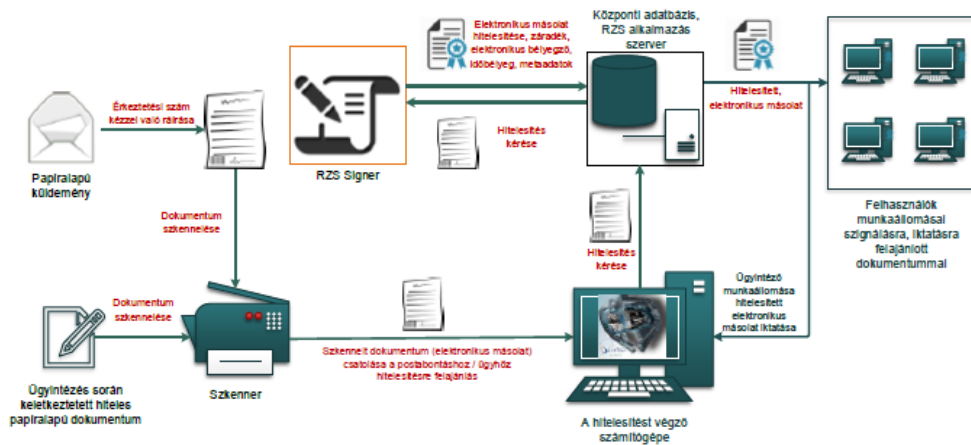 Elektronikus másolat
hitelesítése, záradék,
elektronikus bélyegző,
időbélyeg, metaadatok
Központi adatbázis,
RZS alkalmazás
szerver
Érkeztetési szám
kézzel való ráírása
Hitelesített,
elektronikus másolat
Hitelesítés
kérése
Papíralapú
küldemény
RZS Signer
Dokumentum
szkennelése
Felhasználók
munkaállomásai
szignálásra, iktatásra
felajánlott
dokumentummal
Hitelesítés
kérése
Ügyintéző
munkaállomása
hitelesített
elektronikus
másolat iktatása
Dokumentum
szkennelése
Szkennelt dokumentum (elektronikus másolat)
csatolása a postabontáshoz / ügyhöz
hitelesítésre felajánlás
Ügyintézés során
keletkeztetett hiteles
papíralapú dokumentum
Szkenner
A hitelesítést végző
számítógépe